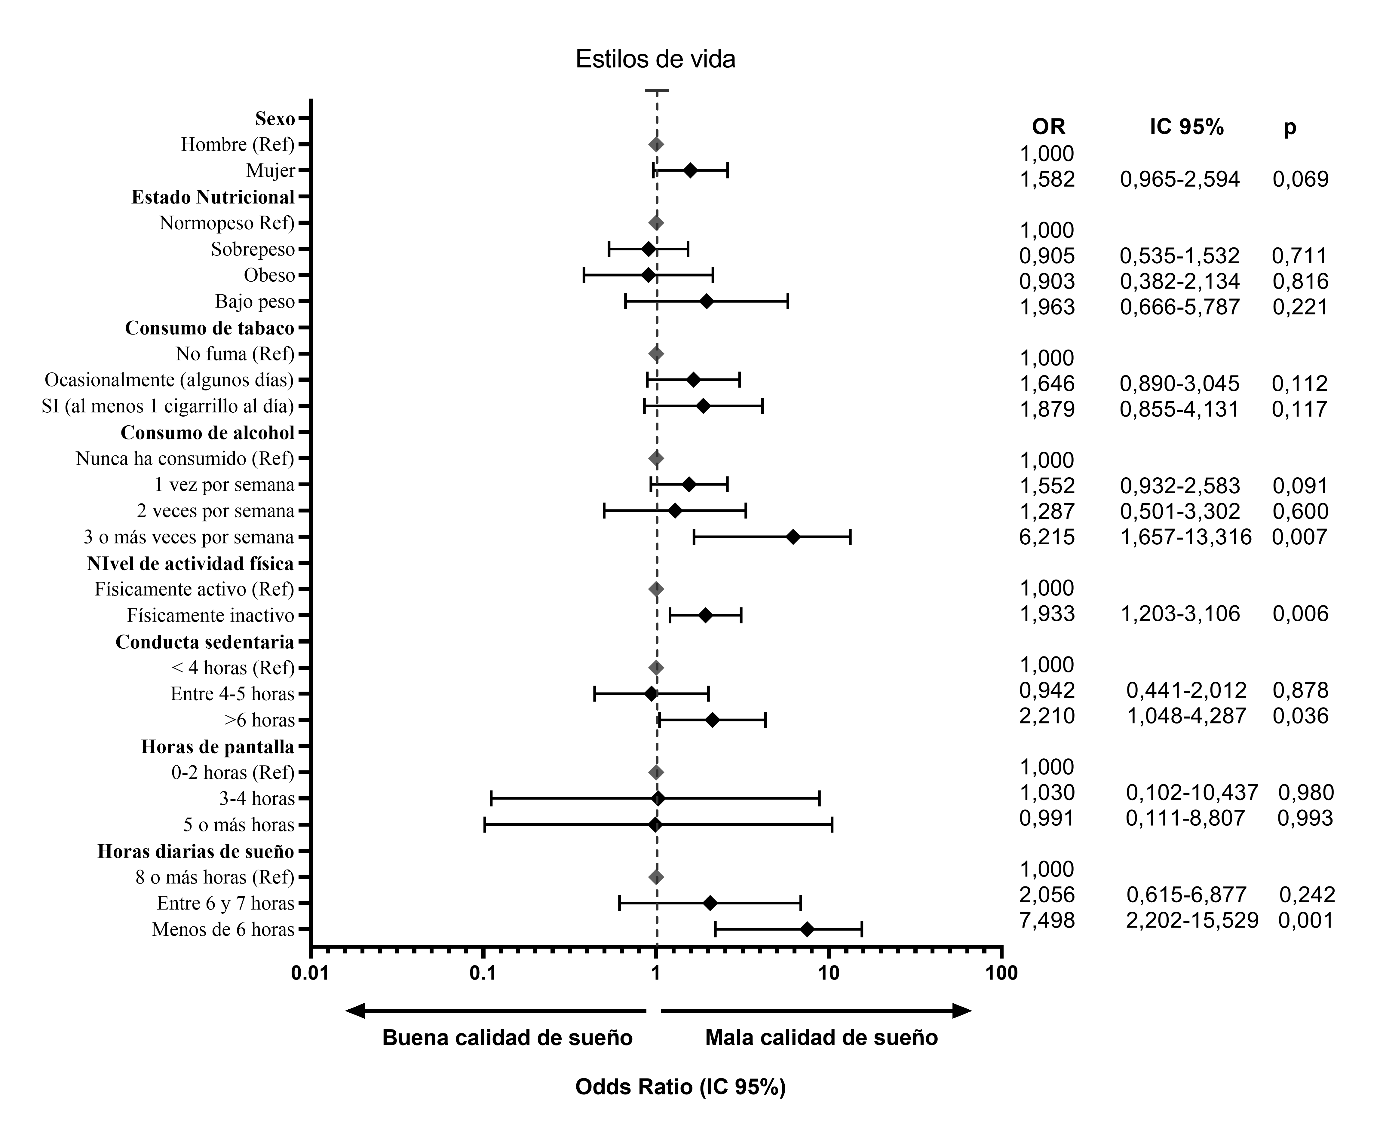 Estilos de vida
OR IC 95% p
Sexo
Hombre (Ref) 1,000
Mujer 1,582 0,965-2,594 0,069
Estado Nutricional
Normopeso Ref) 1,000
Sobrepeso 0,905 0,535-1,532 0,711
Obeso 0,903 0,382-2,134 0,816
Bajo peso 1,963 0,666-5,787 0,221
Consumo de tabaco
No fuma (Ref) 1,000
Ocasionalmente (algunos días) 1,646 0,890-3,045 0,112
SI (al menos 1 cigarrillo al día) 1,879 0,855-4,131 0,117
Consumo de alcohol
Nunca ha consumido (Ref) 1,000
1 vez por semana 1,552 0,932-2,583 0,091
2 veces por semana 1,287 0,501-3,302 0,600
3 o más veces por semana 6,215 1,657-13,316 0,007
NIvel de actividad física
Físicamente activo (Ref) 1,000
Físicamente inactivo 1,933 1,203-3,106 0,006
Conducta sedentaria
< 4 horas (Ref) 1,000
Entre 4-5 horas 0,942 0,441-2,012 0,878
>6 horas 2,210 1,048-4,287 0,036
Horas de pantalla
0-2 horas (Ref) 1,000
3-4 horas 1,030 0,102-10,437 0,980
5 o más horas 0,991 0,111-8,807 0,993
Horas diarias de sueño
8 o más horas (Ref) 1,000
Entre 6 y 7 horas 2,056 0,615-6,877 0,242
Menos de 6 horas 7,498 2,202-15,529 0,001
0.01 0.1 1 10 100
Buena calidad de sueño Mala calidad de sueño
Odds Ratio (IC 95%)